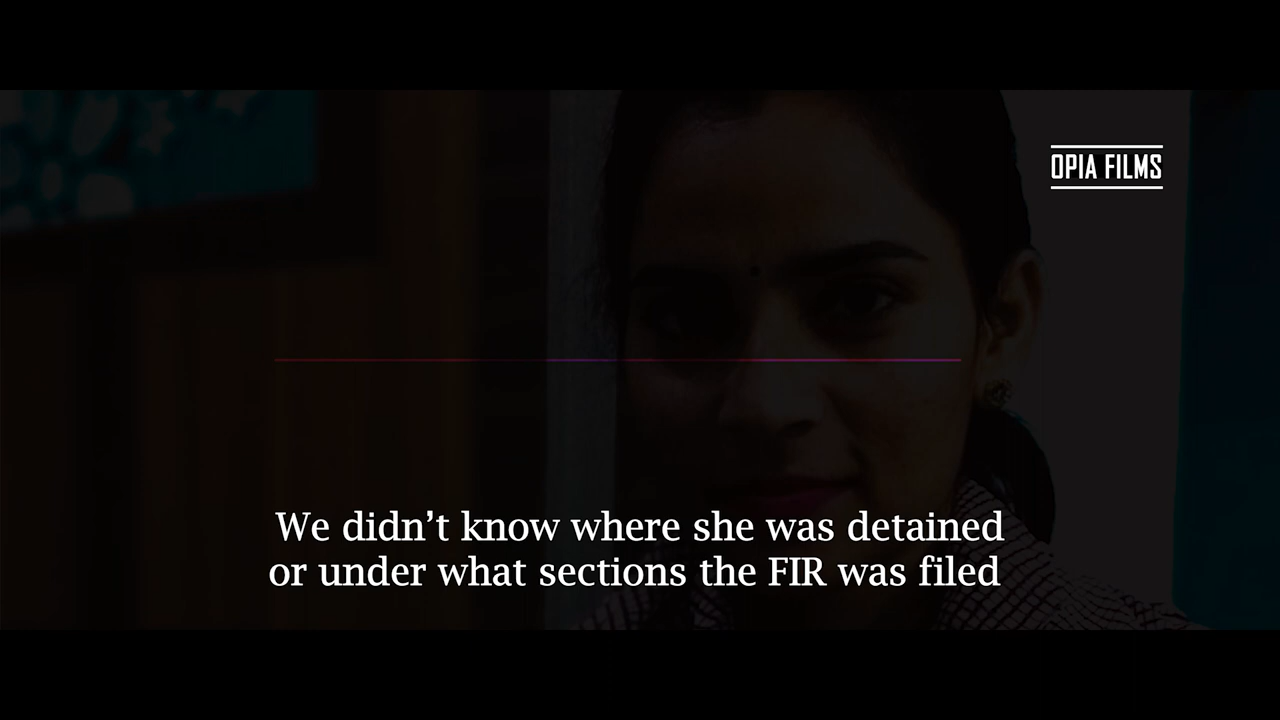 OPIA FILMS
We didn’t know where she was detained
or under what sections the FIR was filed